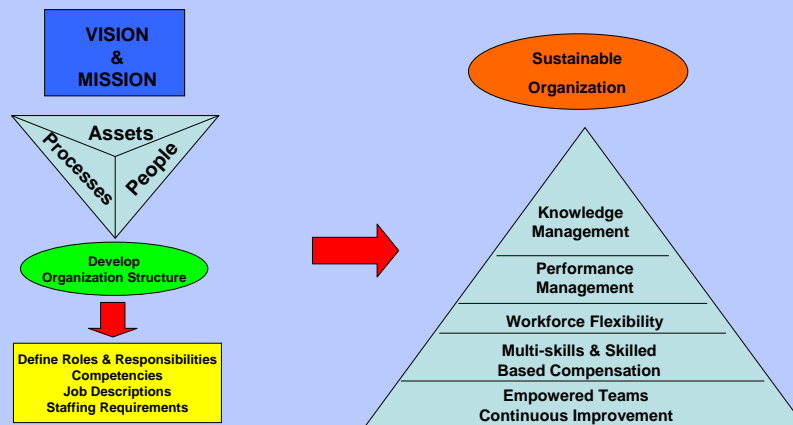 VISION
&
MISSION
Assets
Processes
People
Develop
Organization Structure
Define Roles & Responsibilities
Competencies
Job Descriptions
Staffing Requirements
Sustainable
Organization
Knowledge
Management
Performance
Management
Workforce Flexibility
Multi-skills & Skilled
Based Compensation
Empowered Teams
Continuous Improvement